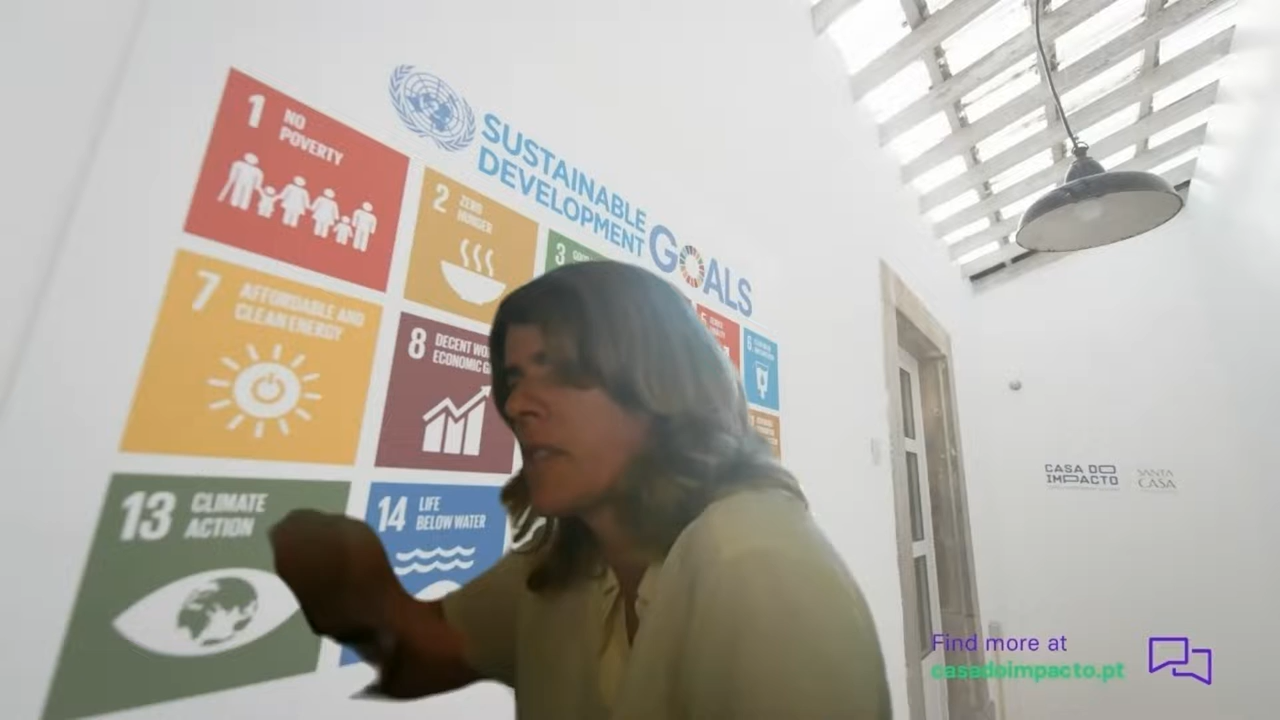 1 NO
POVERTY
SUSTAINABLE
DEVELOPMENT
GOALS
2 ZERO
HUNGER
3
5
6
7 AFFORDABLE AND
CLEAN ENERGY
8 DECENT WO
ECONOMIC G
13 CLIMATE
ACTION
14 LIFE
BELOW WATER
CASA DO
IMPACTO
SANTA
CASA
Find more at
casadoimpacto.pt